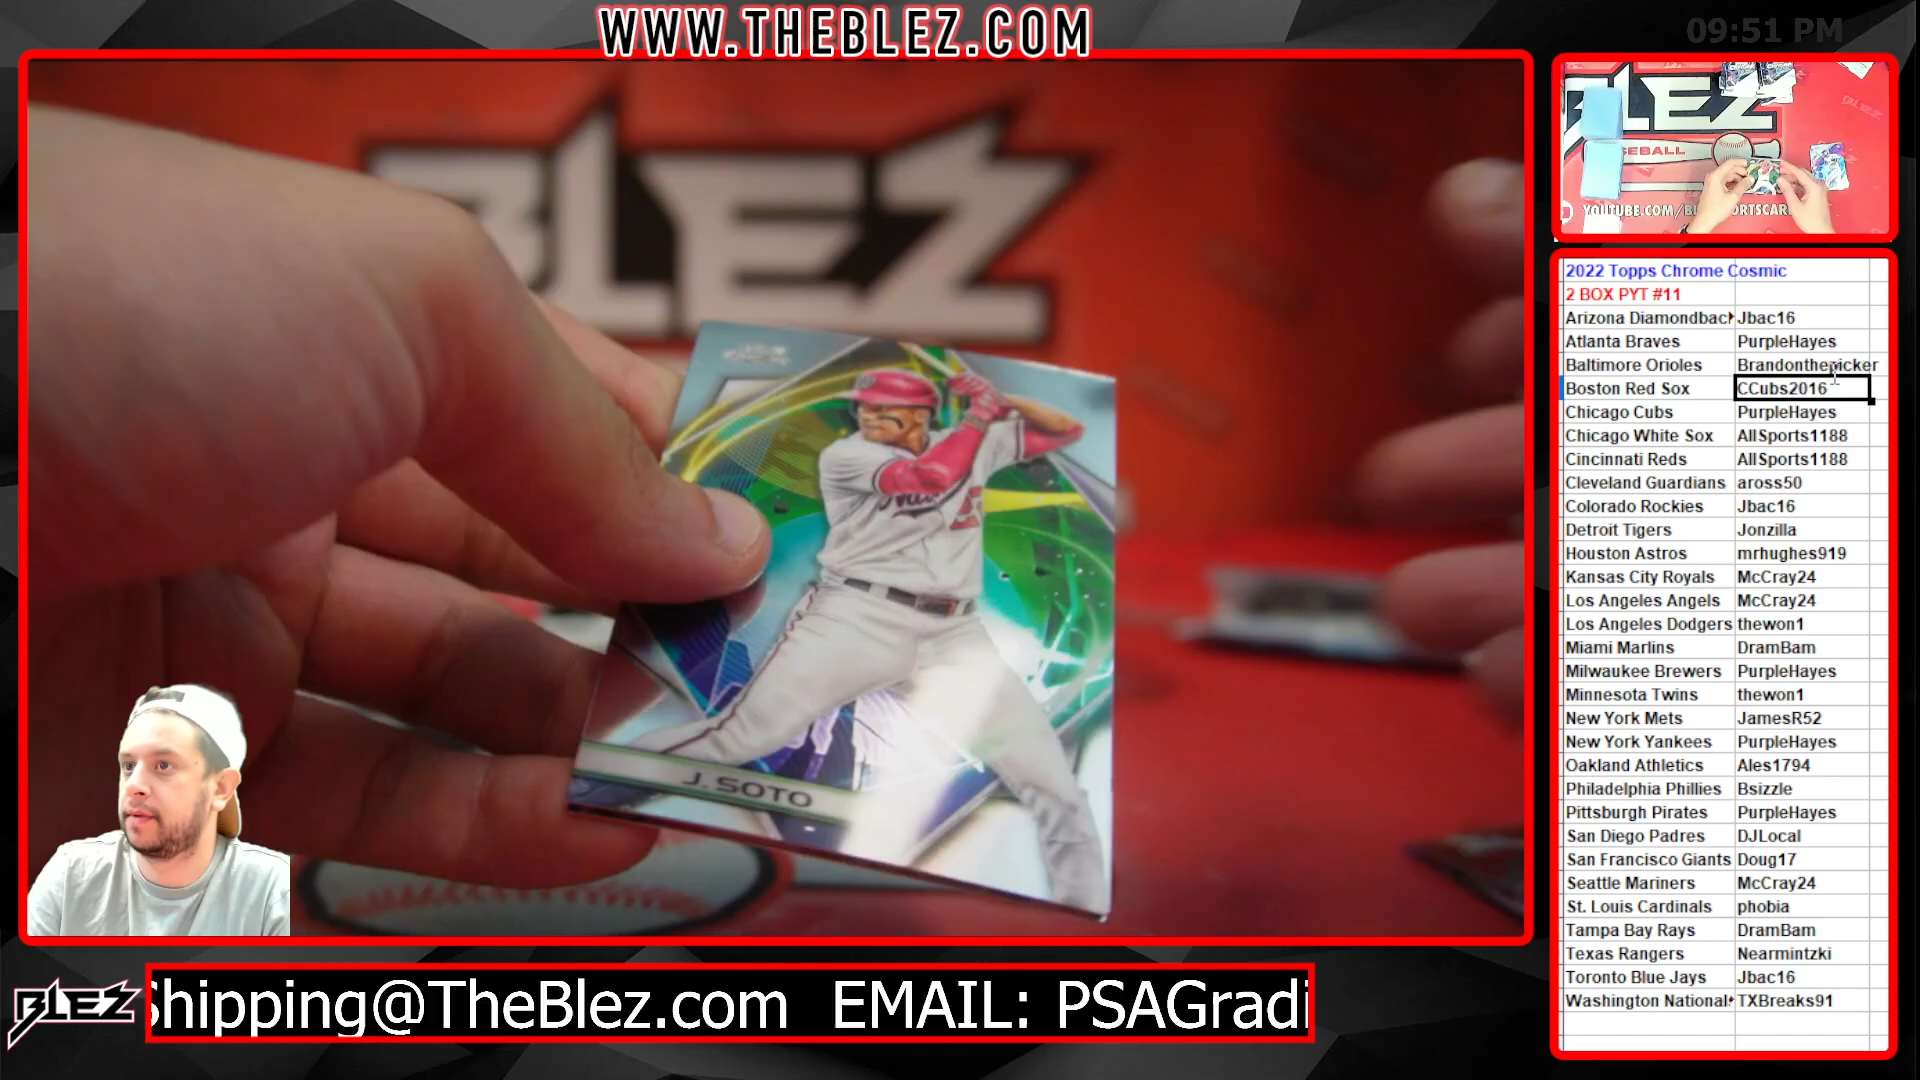 WWW.THEBLEZ.COM
09:51 PM
BLEZ
J. SOTO
BLEZ
Shipping@TheBlez.com EMAIL: PSAGradi
2022 Topps Chrome Cosmic
2 BOX PYT #11
Arizona Diamondbac Jbac16
Atlanta Braves PurpleHayes
Baltimore Orioles Brandonthepicker
Boston Red Sox CCubs2016
Chicago Cubs PurpleHayes
Chicago White Sox AllSports1188
Cincinnati Reds AllSports1188
Cleveland Guardians aross50
Colorado Rockies Jbac16
Detroit Tigers Jonzilla
Houston Astros mrhughes919
Kansas City Royals McCray24
Los Angeles Angels McCray24
Los Angeles Dodgers thewon1
Miami Marlins DramBam
Milwaukee Brewers PurpleHayes
Minnesota Twins thewon1
New York Mets JamesR52
New York Yankees PurpleHayes
Oakland Athletics Ales1794
Philadelphia Phillies Bsizzle
Pittsburgh Pirates PurpleHayes
San Diego Padres DJLocal
San Francisco Giants Doug17
Seattle Mariners McCray24
St. Louis Cardinals phobia
Tampa Bay Rays DramBam
Texas Rangers Nearmintzki
Toronto Blue Jays Jbac16
Washington National TXBreaks91